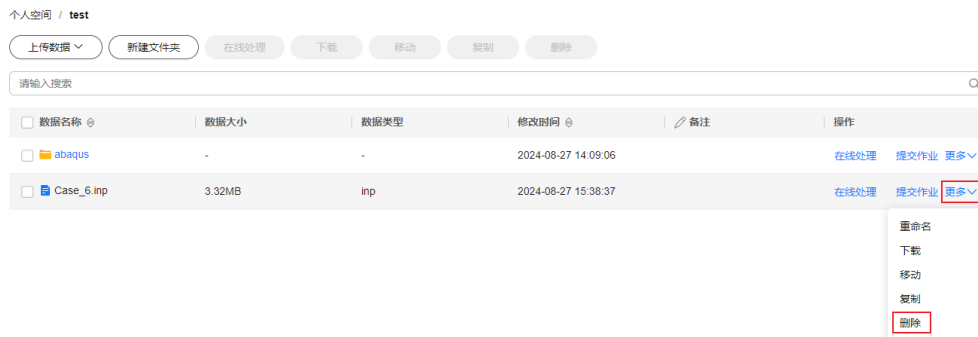 个人空间 / test
上传数据 新建文件夹 在线处理 下载 移动 复制 删除
请输入搜索
数据名称 数据大小 数据类型 修改时间 备注 操作
abaqus - - 2024-08-27 14:09:06 在线处理 提交作业 更多
Case_6.inp 3.32MB inp 2024-08-27 15:38:37 在线处理 提交作业 更多
重命名
下载
移动
复制
删除